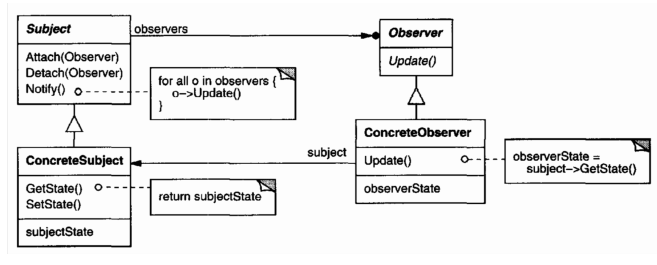 Subject
observers
Observer
Attach(Observer)
Detach(Observer)
Notify()
for all o in observers {
o->Update()
}
Update()
ConcreteSubject
GetState()
SetState()
subjectState
return subjectState
subject
ConcreteObserver
Update()
observerState
observerState =
subject->GetState()